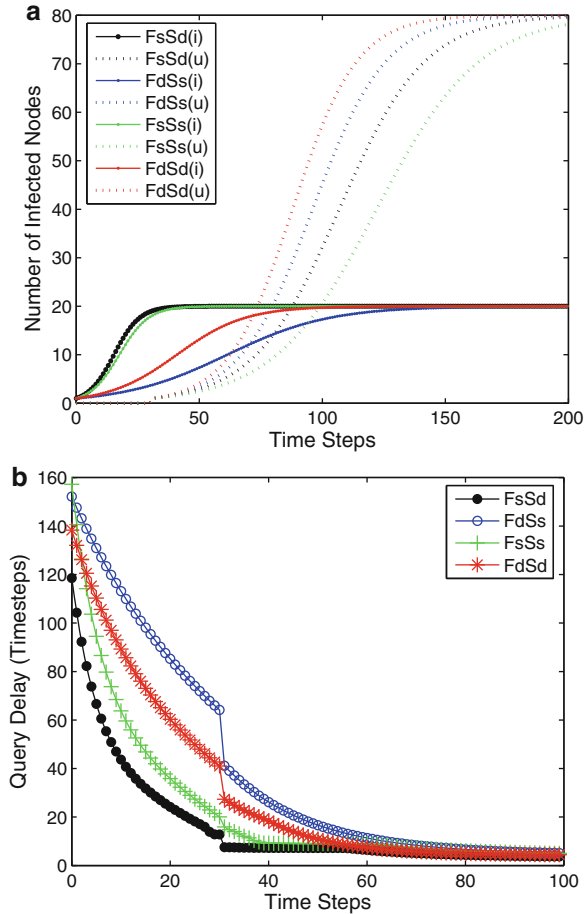 a
80
70
60
50
40
30
20
10
0
Number of Infected Nodes
FsSd(i)
FsSd(u)
FdSs(i)
FdSs(u)
FsSs(i)
FsSs(u)
FdSd(i)
FdSd(u)
0 50 100 150 200
Time Steps
b
160
140
120
100
80
60
40
20
0
Query Delay (Timesteps)
FsSd
FdSs
FsSs
FdSd
0 20 40 60 80 100
Time Steps